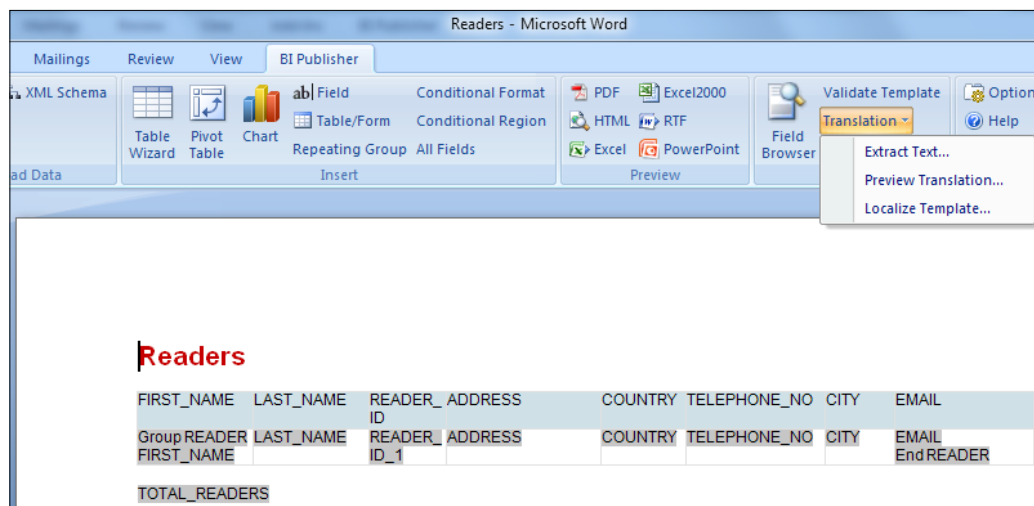 Readers - Microsoft Word
Mailings Review View BI Publisher
XML Schema
ab| Field Conditional Format
Table/Form Conditional Region
Repeating Group All Fields
Table Wizard
Pivot Table
Chart
Insert
PDF Excel2000
HTML RTF
Excel PowerPoint
Preview
Field Browser
Validate Template
Translation
Extract Text...
Preview Translation...
Localize Template...
Option
Help
ad Data
Readers
FIRST_NAME LAST_NAME READER_ ADDRESS COUNTRY TELEPHONE_NO CITY EMAIL
ID
Group READER LAST_NAME READER_ ADDRESS COUNTRY TELEPHONE_NO CITY EMAIL
FIRST_NAME ID_1 End READER
TOTAL_READERS